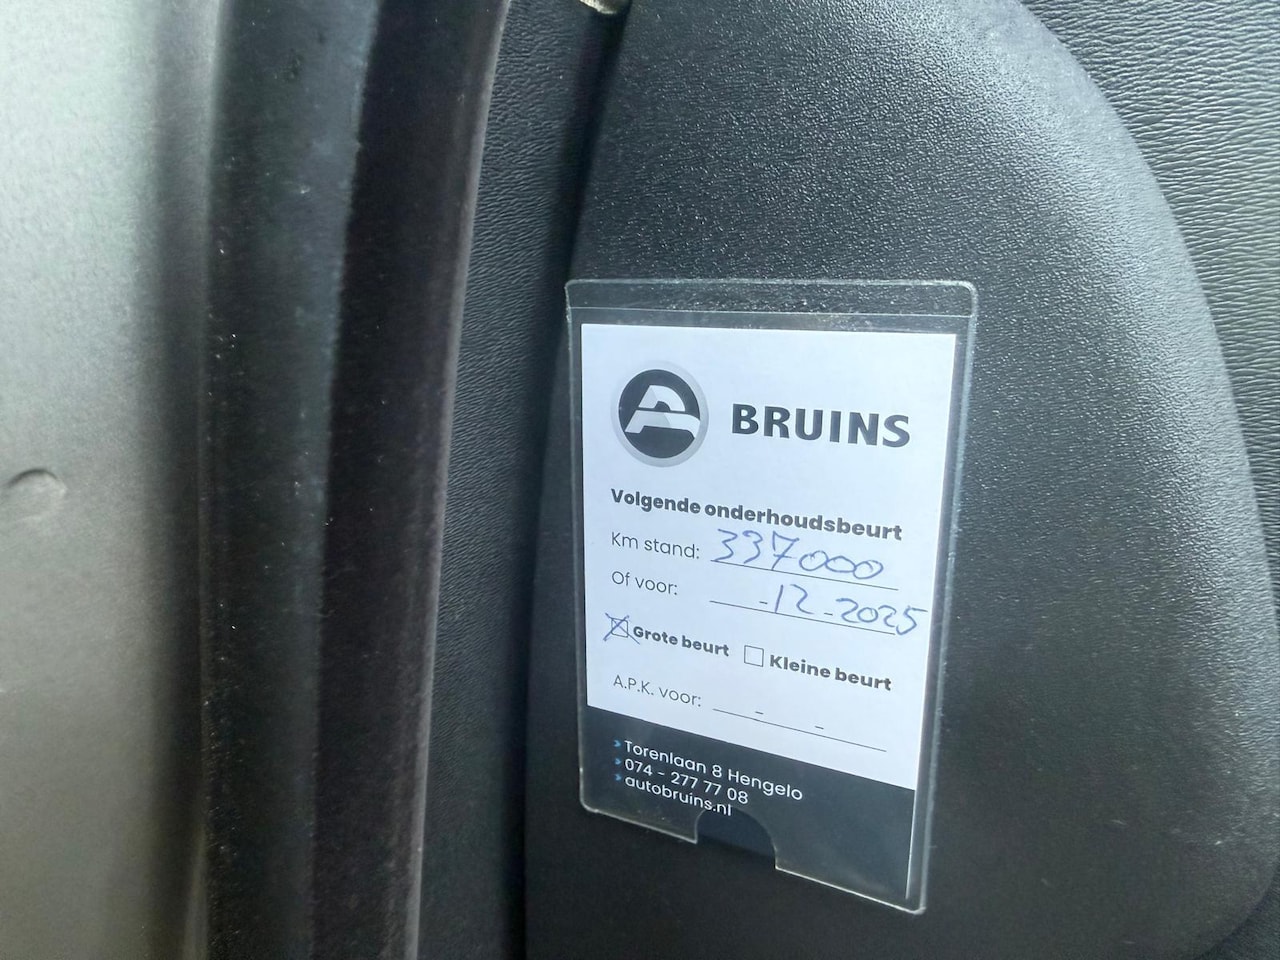 BRUINS
Volgende onderhoudsbeurt
Km stand: 337000
Of voor: -12-2025
Grote beurt Kleine beurt
A.P.K. voor: - -
Torenlaan 8 Hengelo
074 - 277 77 08
autobruins.nl